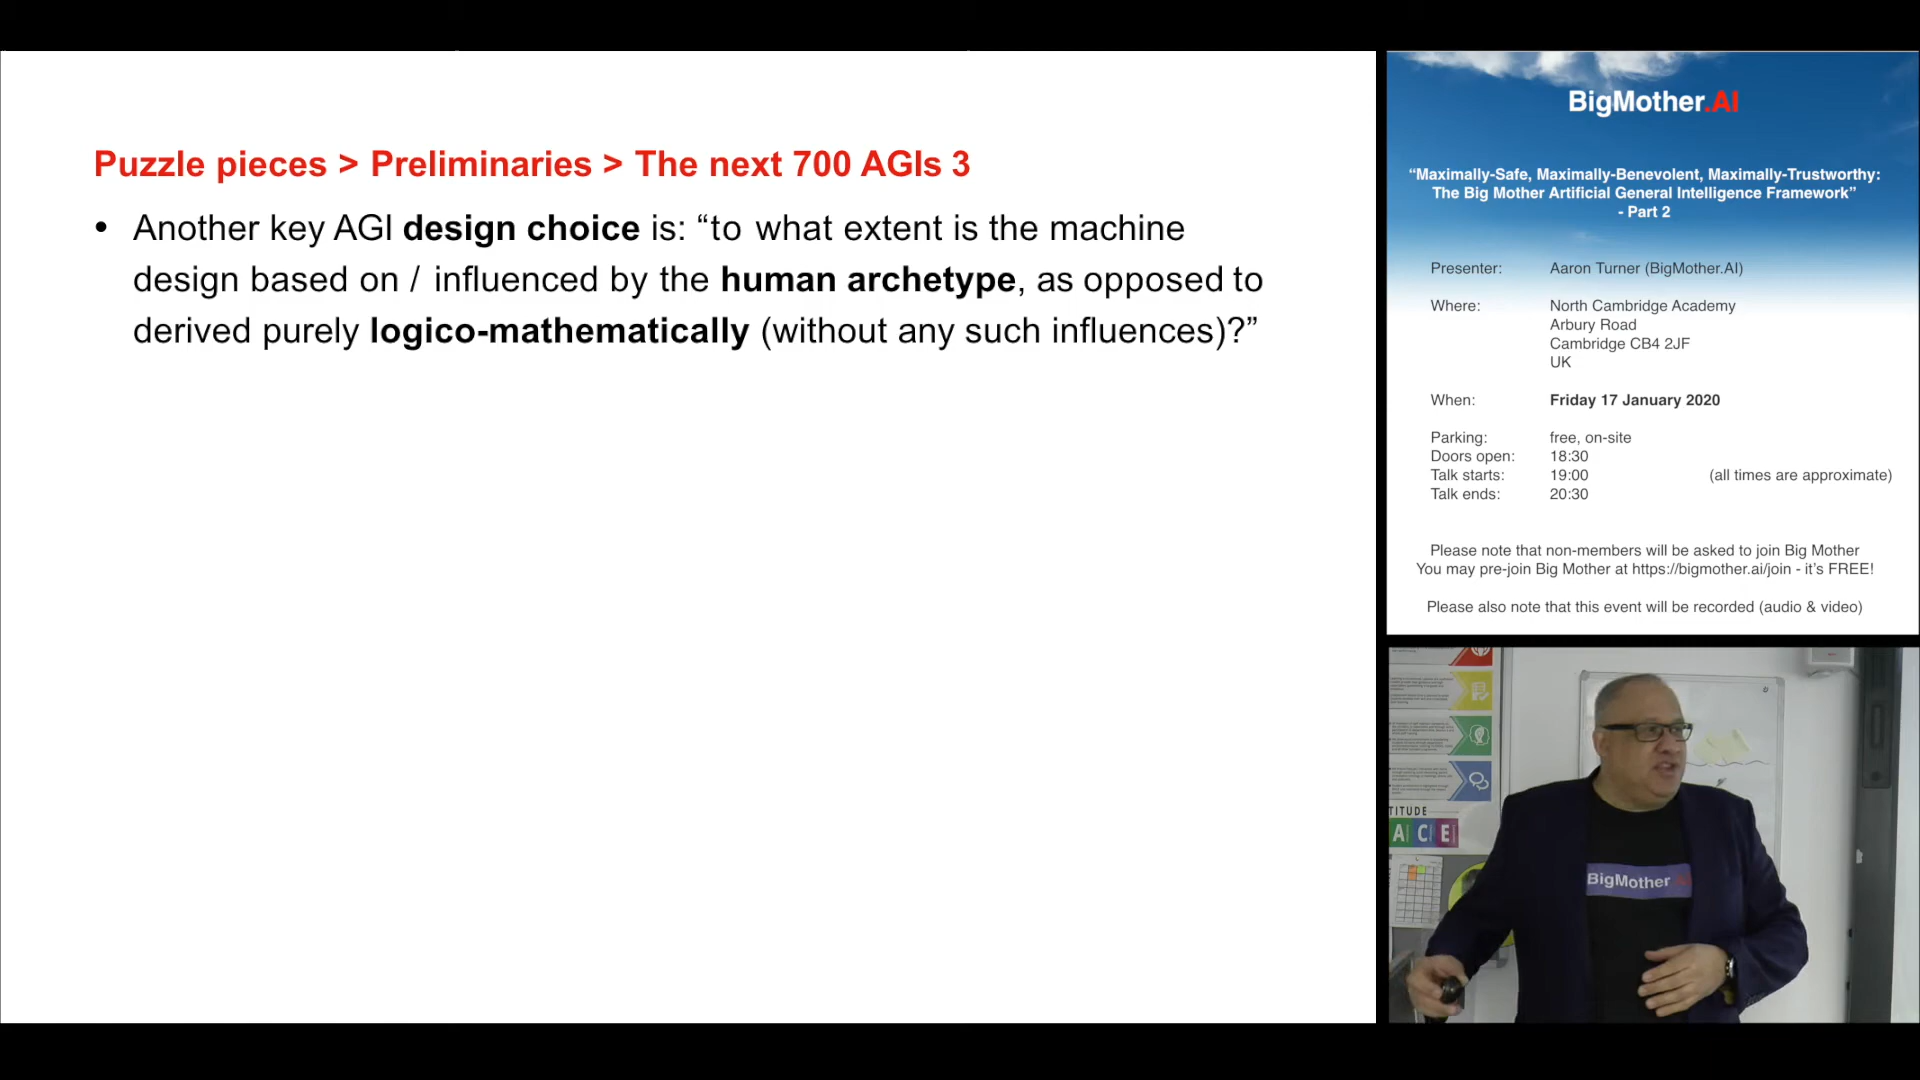 Puzzle pieces > Preliminaries > The next 700 AGIs 3
• Another key AGI design choice is: “to what extent is the machine
design based on / influenced by the human archetype, as opposed to
derived purely logico-mathematically (without any such influences)?”
BigMother.AI
“Maximally-Safe, Maximally-Benevolent, Maximally-Trustworthy:
The Big Mother Artificial General Intelligence Framework”
- Part 2
Presenter: Aaron Turner (BigMother.AI)
Where: North Cambridge Academy
Arbury Road
Cambridge CB4 2JF
UK
When: Friday 17 January 2020
Parking: free, on-site
Doors open: 18:30
Talk starts: 19:00 (all times are approximate)
Talk ends: 20:30
Please note that non-members will be asked to join Big Mother
You may pre-join Big Mother at https://bigmother.ai/join - it’s FREE!
Please also note that this event will be recorded (audio & video)
TITUDE
ACE
BigMother